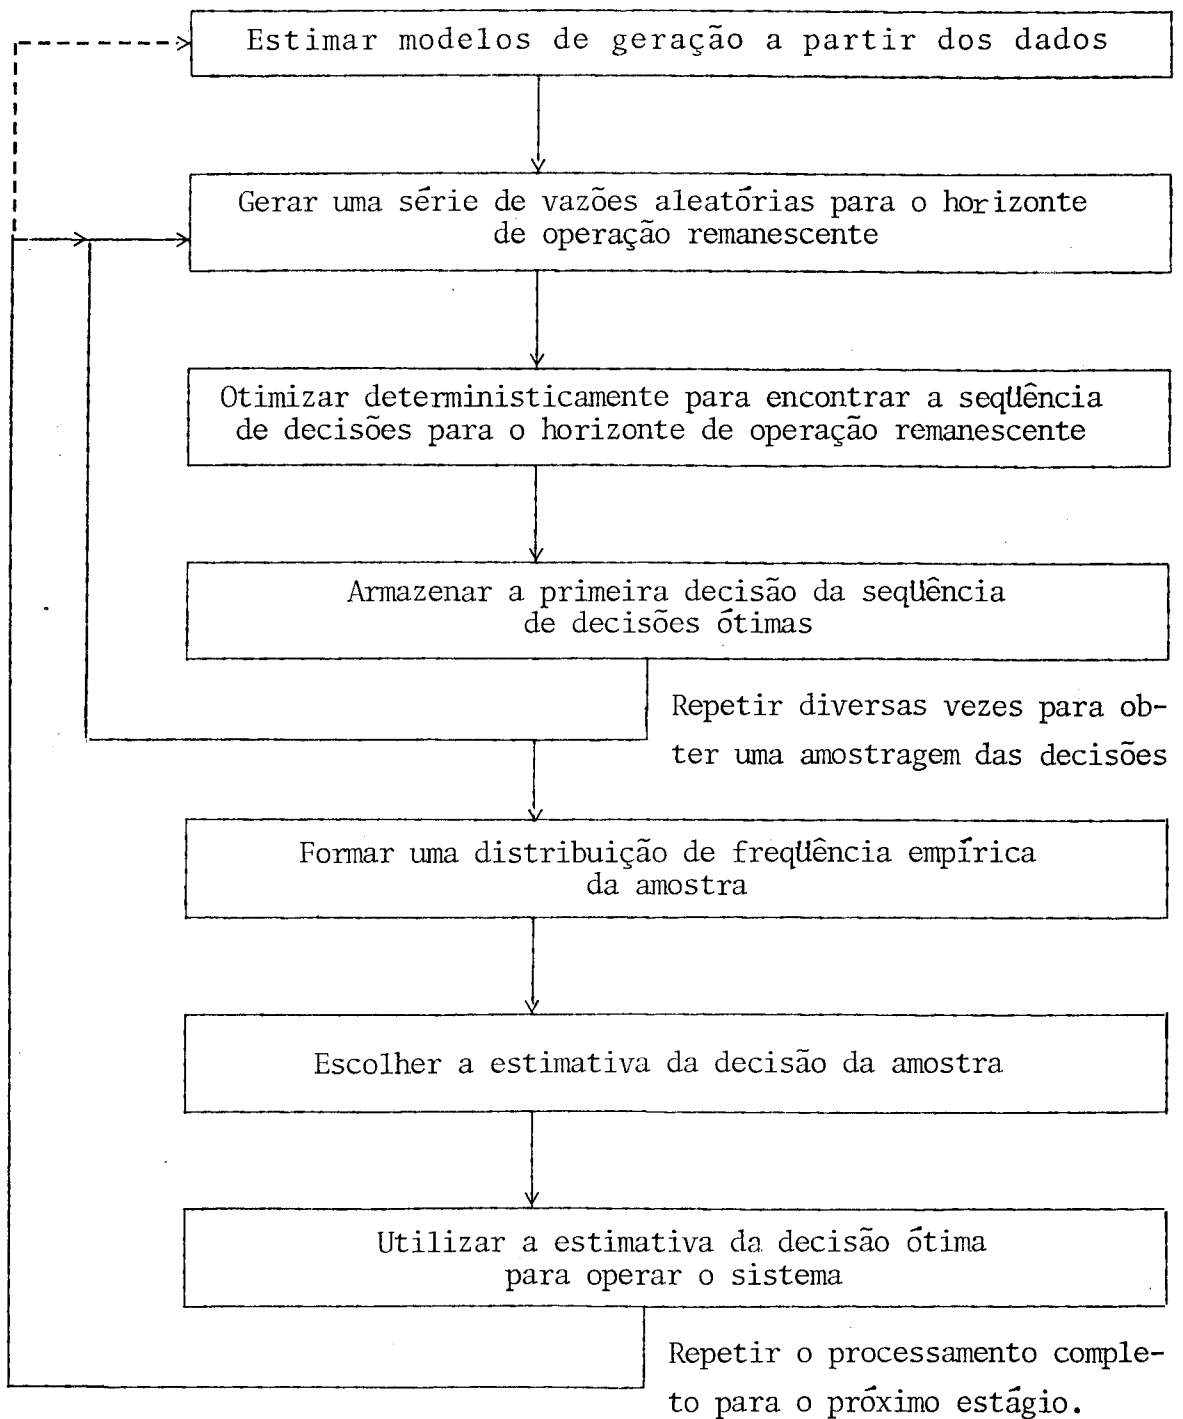 Estimar modelos de geração a partir dos dados
Gerar uma série de vazões aleatórias para o horizonte
de operação remanescente
Otimizar deterministicamente para encontrar a seqüência
de decisões para o horizonte de operação remanescente
Armazenar a primeira decisão da seqüência
de decisões ótimas
Repetir diversas vezes para ob-
ter uma amostragem das decisões
Formar uma distribuição de freqüência empírica
da amostra
Escolher a estimativa da decisão da amostra
Utilizar a estimativa da decisão ótima
para operar o sistema
Repetir o processamento comple-
to para o próximo estágio.